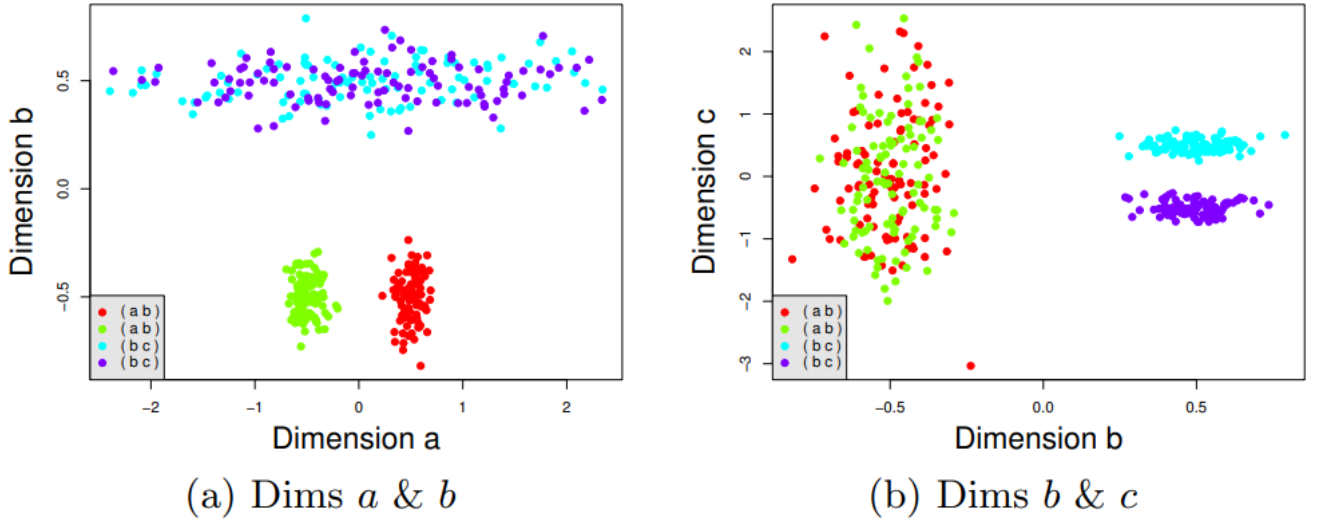 Dimension b
0.5
0.0
−0.5
( a b )
( a b )
( b c )
( b c )
−2 −1 0 1 2
Dimension a
(a) Dims a & b
Dimension c
2
1
0
−1
−2
−3
( a b )
( a b )
( b c )
( b c )
−0.5 0.0 0.5
Dimension b
(b) Dims b & c